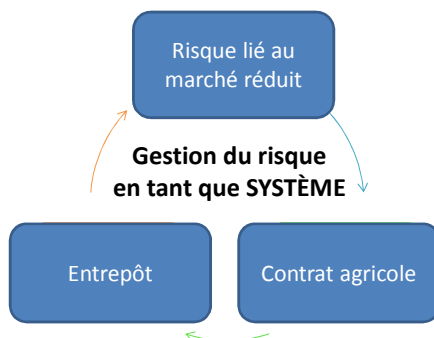 Risque lié au
marché réduit
Gestion du risque
en tant que SYSTÈME
Entrepôt
Contrat agricole